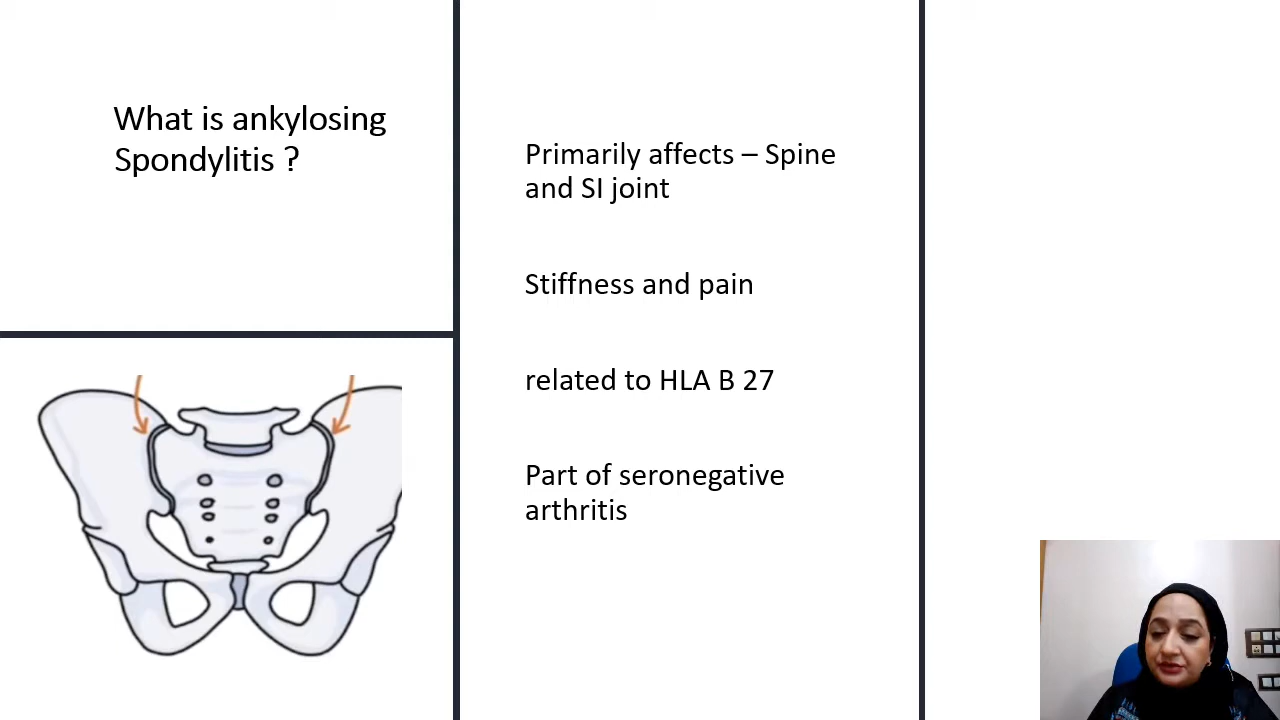 What is ankylosing
Spondylitis ?
Primarily affects – Spine
and SI joint
Stiffness and pain
related to HLA B 27
Part of seronegative
arthritis